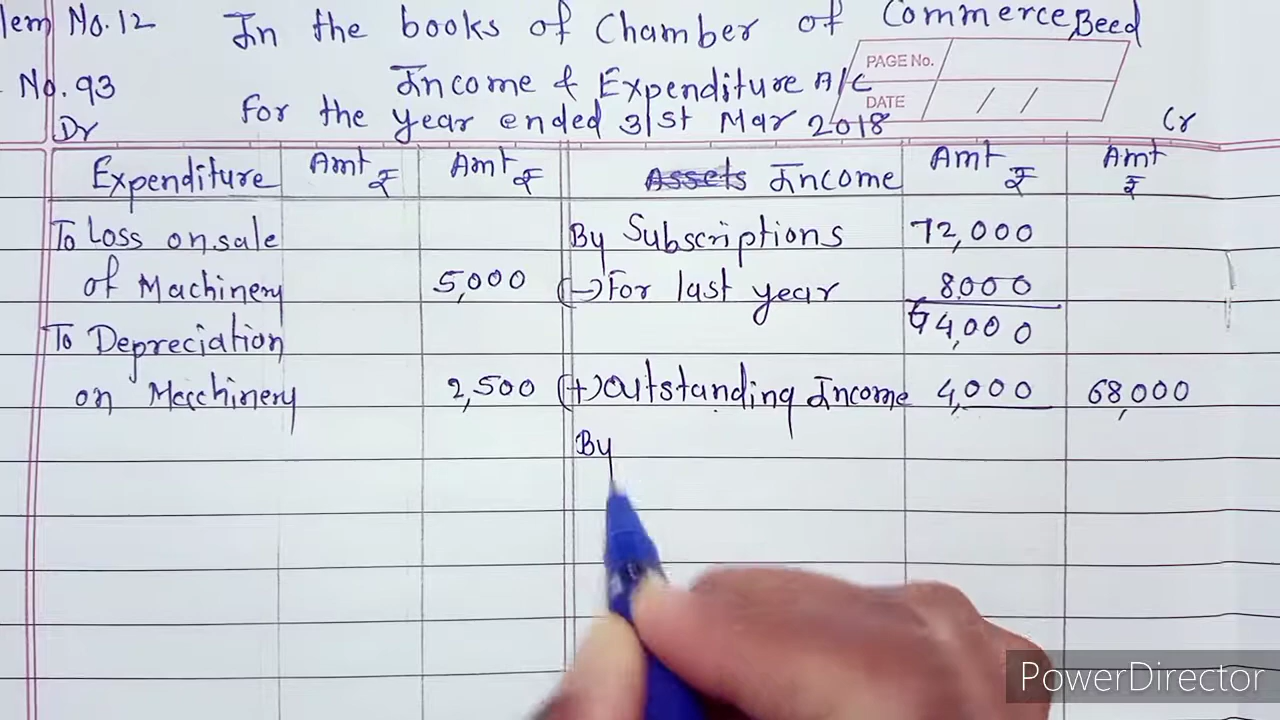 lem No.12 In the books of Chamber of Commerce, Beed
No.93 Income & Expenditure A/C
PAGE No.
For the year ended 31st Mar 2018
DATE / /
Dr Cr
Expenditure Amt ₹ Amt ₹ Assets Income Amt ₹ Amt ₹
To Loss on sale By Subscriptions 72,000
of Machinery 5,000 (-) For last year 8,000
To Depreciation 64,000
on Machinery 2,500 (+) Outstanding Income 4,000 68,000
By
PowerDirector